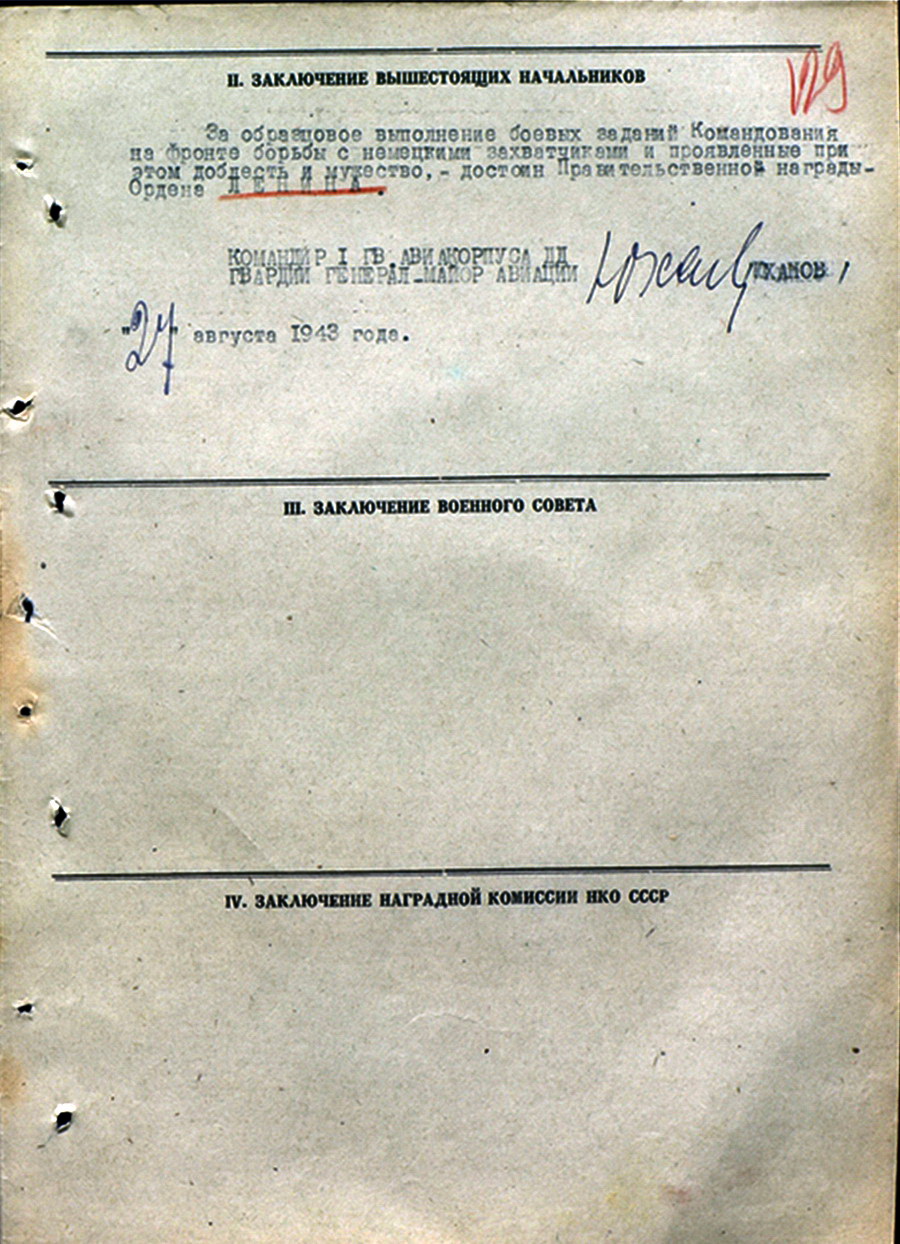 129
II. ЗАКЛЮЧЕНИЕ ВЫШЕСТОЯЩИХ НАЧАЛЬНИКОВ
За образцовое выполнение боевых заданий Командования
на фронте борьбы с немецкими захватчиками и проявленные при
этом доблесть и мужество,- достоин Правительственной награды-
Ордена Л Е Н И Н А .
КОМАНДИР I ГВ.АВИАКОРПУСА ДД
ГВАРДИИ ГЕНЕРАЛ-МАЙОР АВИАЦИИ
"27" августа 1943 года.
III. ЗАКЛЮЧЕНИЕ ВОЕННОГО СОВЕТА
IV. ЗАКЛЮЧЕНИЕ НАГРАДНОЙ КОМИССИИ НКО СССР